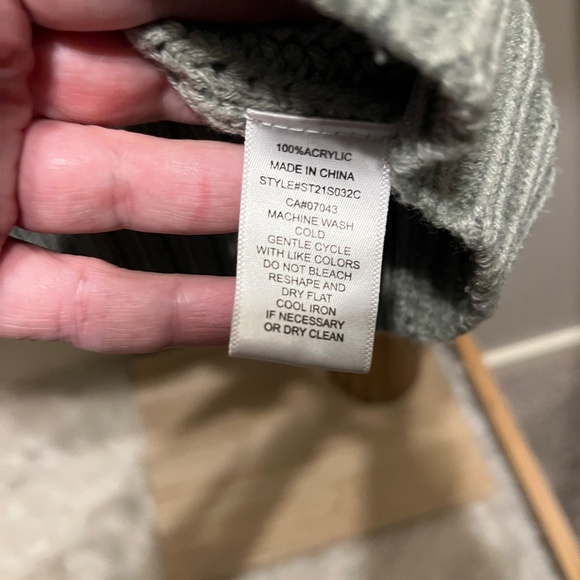 100%ACRYLIC
MADE IN CHINA
STYLE#ST21S032C
CA#07043
MACHINE WASH
COLD
GENTLE CYCLE
WITH LIKE COLORS
DO NOT BLEACH
RESHAPE AND
DRY FLAT
COOL IRON
IF NECESSARY
OR DRY CLEAN